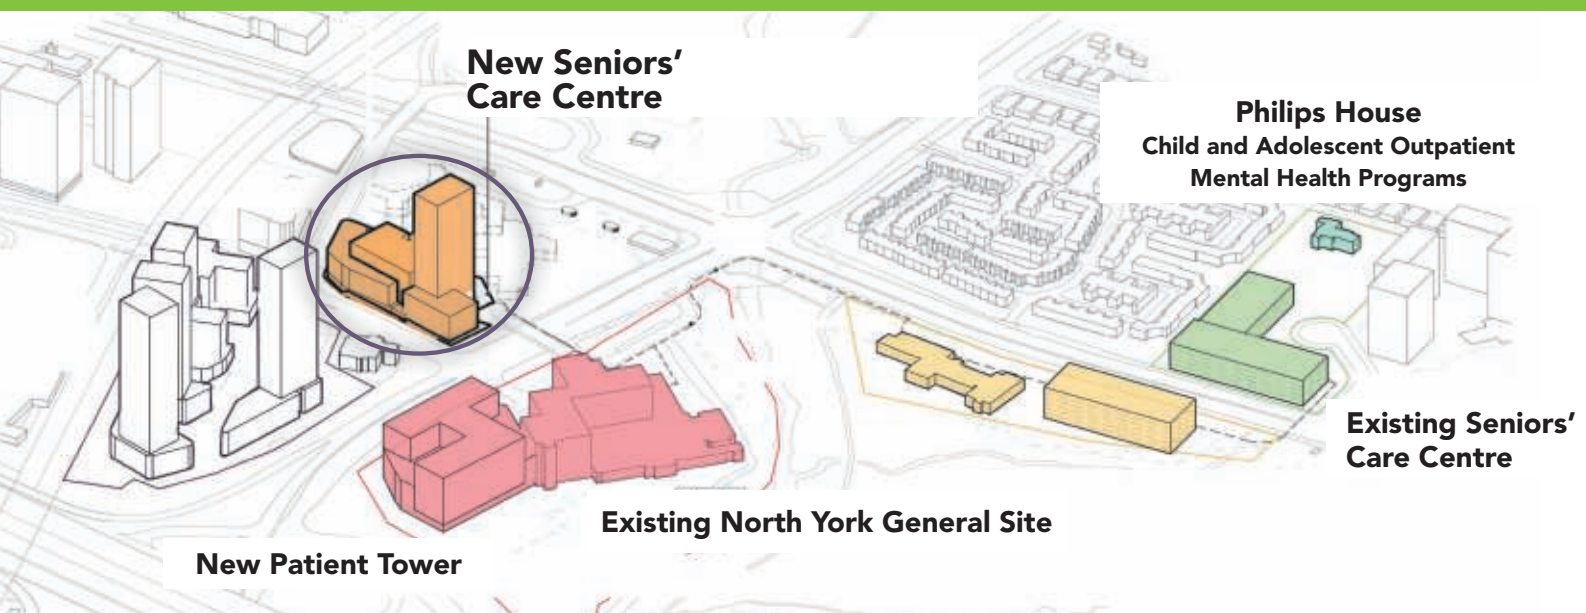 New Seniors’
Care Centre
Philips House
Child and Adolescent Outpatient
Mental Health Programs
Existing Seniors’
Care Centre
Existing North York General Site
New Patient Tower